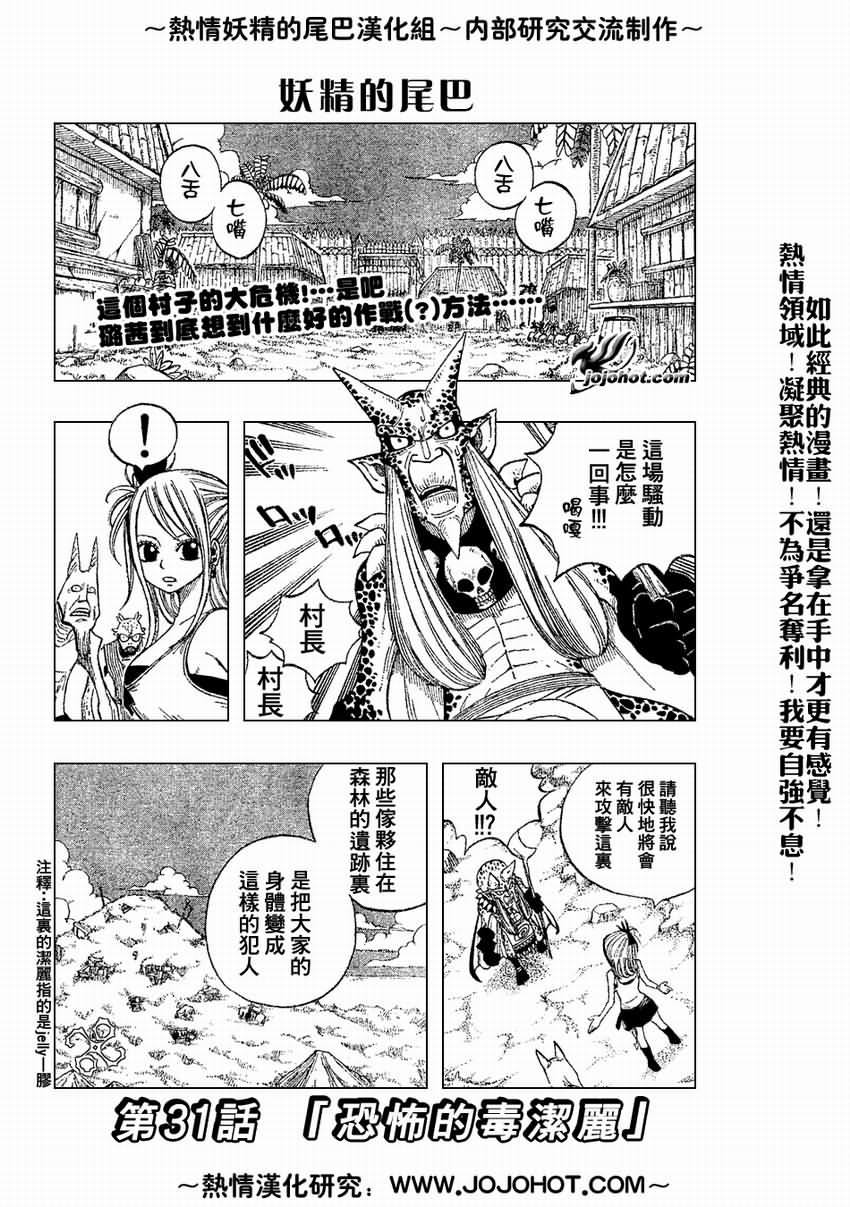 ～熱情妖精的尾巴漢化組～内部研究交流制作～
妖精的尾巴
八舌
七嘴
八舌
七嘴
這個村子的大危機!…是吧
璐茜到底想到什麼好的作戰(?)方法……
-jojohot.com
這場騷動
是怎麼
一回事!!!
喝嘎
村長
村長
!
請聽我說
很快地將會
有敵人
來攻擊這裏
敵人!!?
那些傢夥住在
森林的遺跡裏
是把大家的
身體變成
這樣的犯人
如此經典的漫畫！還是拿在手中才更有感覺！
熱情領域！凝聚熱情！不為爭名奪利！我要自強不息！
注釋：這裏的潔麗指的是jelly—膠
第31話 「恐怖的毒潔麗」
～熱情漢化研究：WWW.JOJOHOT.COM～